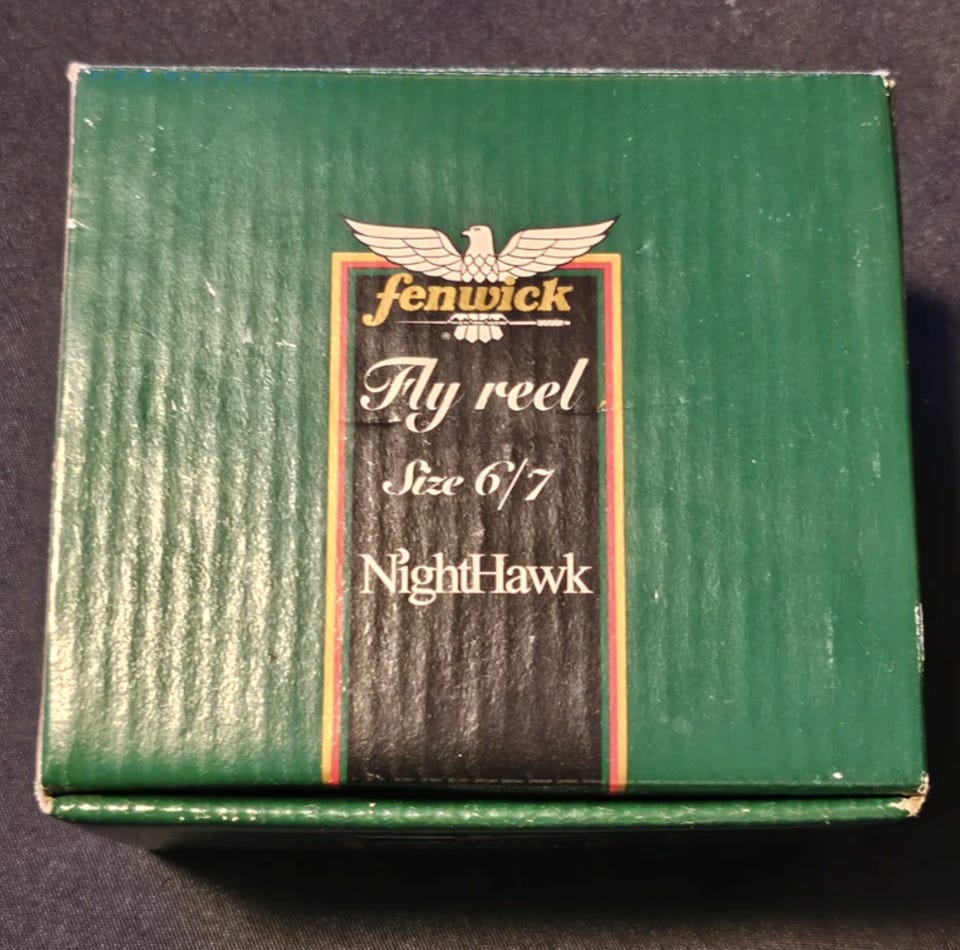 fenwick
®
Fly reel
Size 6/7
NightHawk